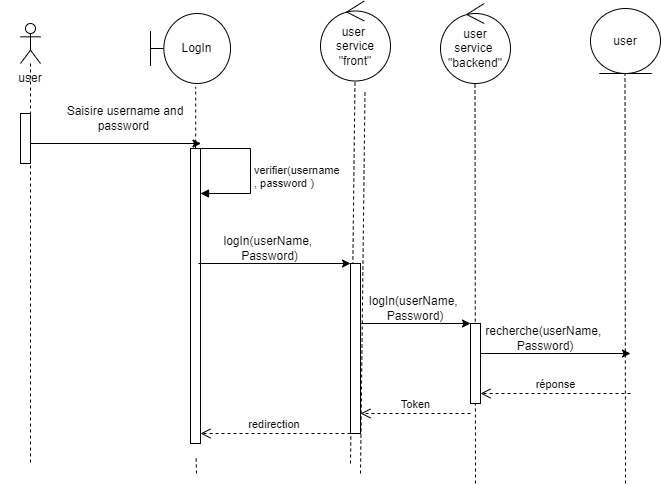 user
LogIn
user
service
"front"
user
service
"backend"
user
Saisire username and
password
verifier(username
, password )
logIn(userName,
Password)
logIn(userName,
Password)
recherche(userName,
Password)
réponse
Token
redirection